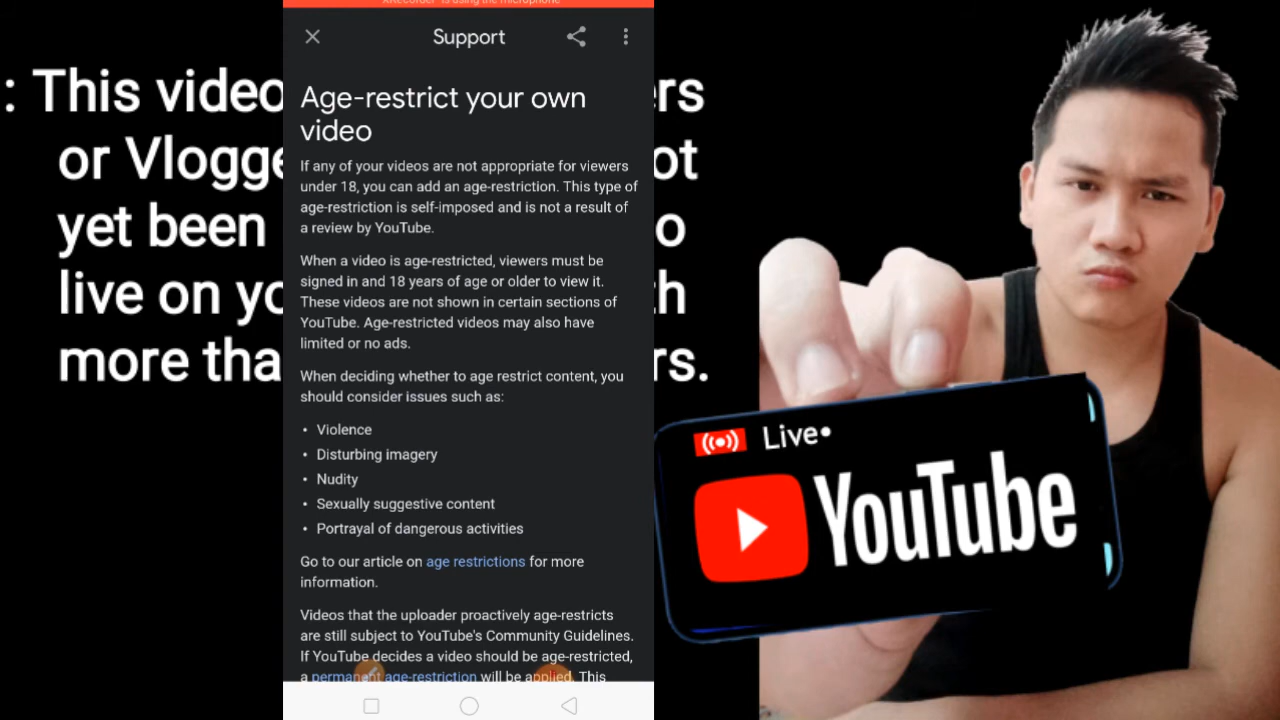 XRecorder is using the microphone
Support
Age-restrict your own
video
If any of your videos are not appropriate for viewers
under 18, you can add an age-restriction. This type of
age-restriction is self-imposed and is not a result of
a review by YouTube.
When a video is age-restricted, viewers must be
signed in and 18 years of age or older to view it.
These videos are not shown in certain sections of
YouTube. Age-restricted videos may also have
limited or no ads.
When deciding whether to age restrict content, you
should consider issues such as:
• Violence
• Disturbing imagery
• Nudity
• Sexually suggestive content
• Portrayal of dangerous activities
Go to our article on age restrictions for more
information.
Videos that the uploader proactively age-restricts
are still subject to YouTube's Community Guidelines.
If YouTube decides a video should be age-restricted,
a permanent age-restriction will be applied. This
: This video
or Vlogge
yet been
live on yo
more tha
ers
ot
o
th
rs.
Live•
YouTube